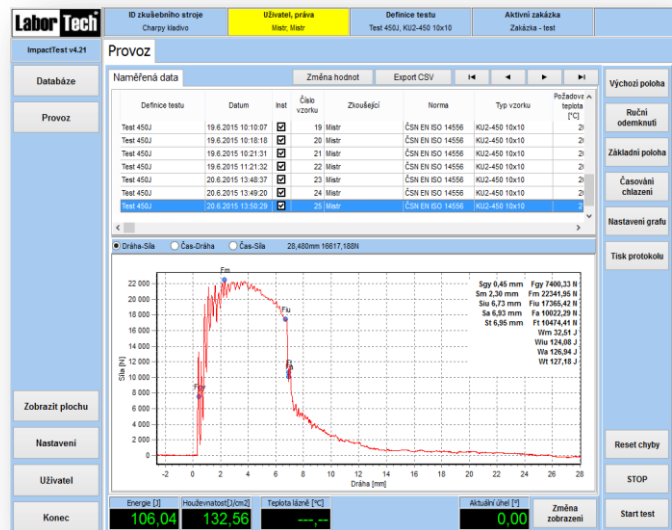 Labor Tech
ID zkušebního stroje
Charpy kladivo
Uživatel, práva
Mistr, Mistr
Definice testu
Test 450J, KU2-450 10x10
Aktivní zakázka
Zakázka - test
ImpactTest v4.21
Provoz
Databáze
Provoz
Zobrazit plochu
Nastavení
Uživatel
Konec
Naměřená data
Změna hodnot
Export CSV
Definice testu Datum Inst Číslo vzorku Zkoušející Norma Typ vzorku Požadova teplota [°C]
Test 450J 19.6.2015 10:10:07 19 Mistr ČSN EN ISO 14556 KU2-450 10x10 2
Test 450J 19.6.2015 10:18:18 20 Mistr ČSN EN ISO 14556 KU2-450 10x10 2
Test 450J 19.6.2015 10:21:31 21 Mistr ČSN EN ISO 14556 KU2-450 10x10 2
Test 450J 19.6.2015 11:21:32 22 Mistr ČSN EN ISO 14556 KU2-450 10x10 2
Test 450J 20.6.2015 13:48:37 23 Mistr ČSN EN ISO 14556 KU2-450 10x10 2
Test 450J 20.6.2015 13:49:20 24 Mistr ČSN EN ISO 14556 KU2-450 10x10 2
Test 450J 20.6.2015 13:50:29 25 Mistr ČSN EN ISO 14556 KU2-450 10x10 2
Dráha-Síla Čas-Dráha Čas-Síla 28,480mm 16617,188N
Síla [N]
22 000
20 000
18 000
16 000
14 000
12 000
10 000
8 000
6 000
4 000
2 000
0
Fm
Fiu
Sgy 0,45 mm Fgy 7400,33 N
Sm 2,30 mm Fm 22341,95 N
Siu 6,73 mm Fiu 17365,42 N
Sa 6,93 mm Fa 10022,29 N
St 6,95 mm Ft 10474,41 N
Wm 32,51 J
Wiu 124,08 J
Wa 126,94 J
Wt 127,18 J
-2 0 2 4 6 8 10 12 14 16 18 20 22 24 26 28
Dráha [mm]
Energie [J]
106,04
Houževnatost[J/cm2]
132,56
Teplota lázně [°C]
---,--
Aktuální úhel [°]
0,00
Změna
zobrazení
Výchozí poloha
Ruční
odemknutí
Základní poloha
Časování
chlazení
Nastavení grafu
Tisk protokolu
Reset chyby
STOP
Start test